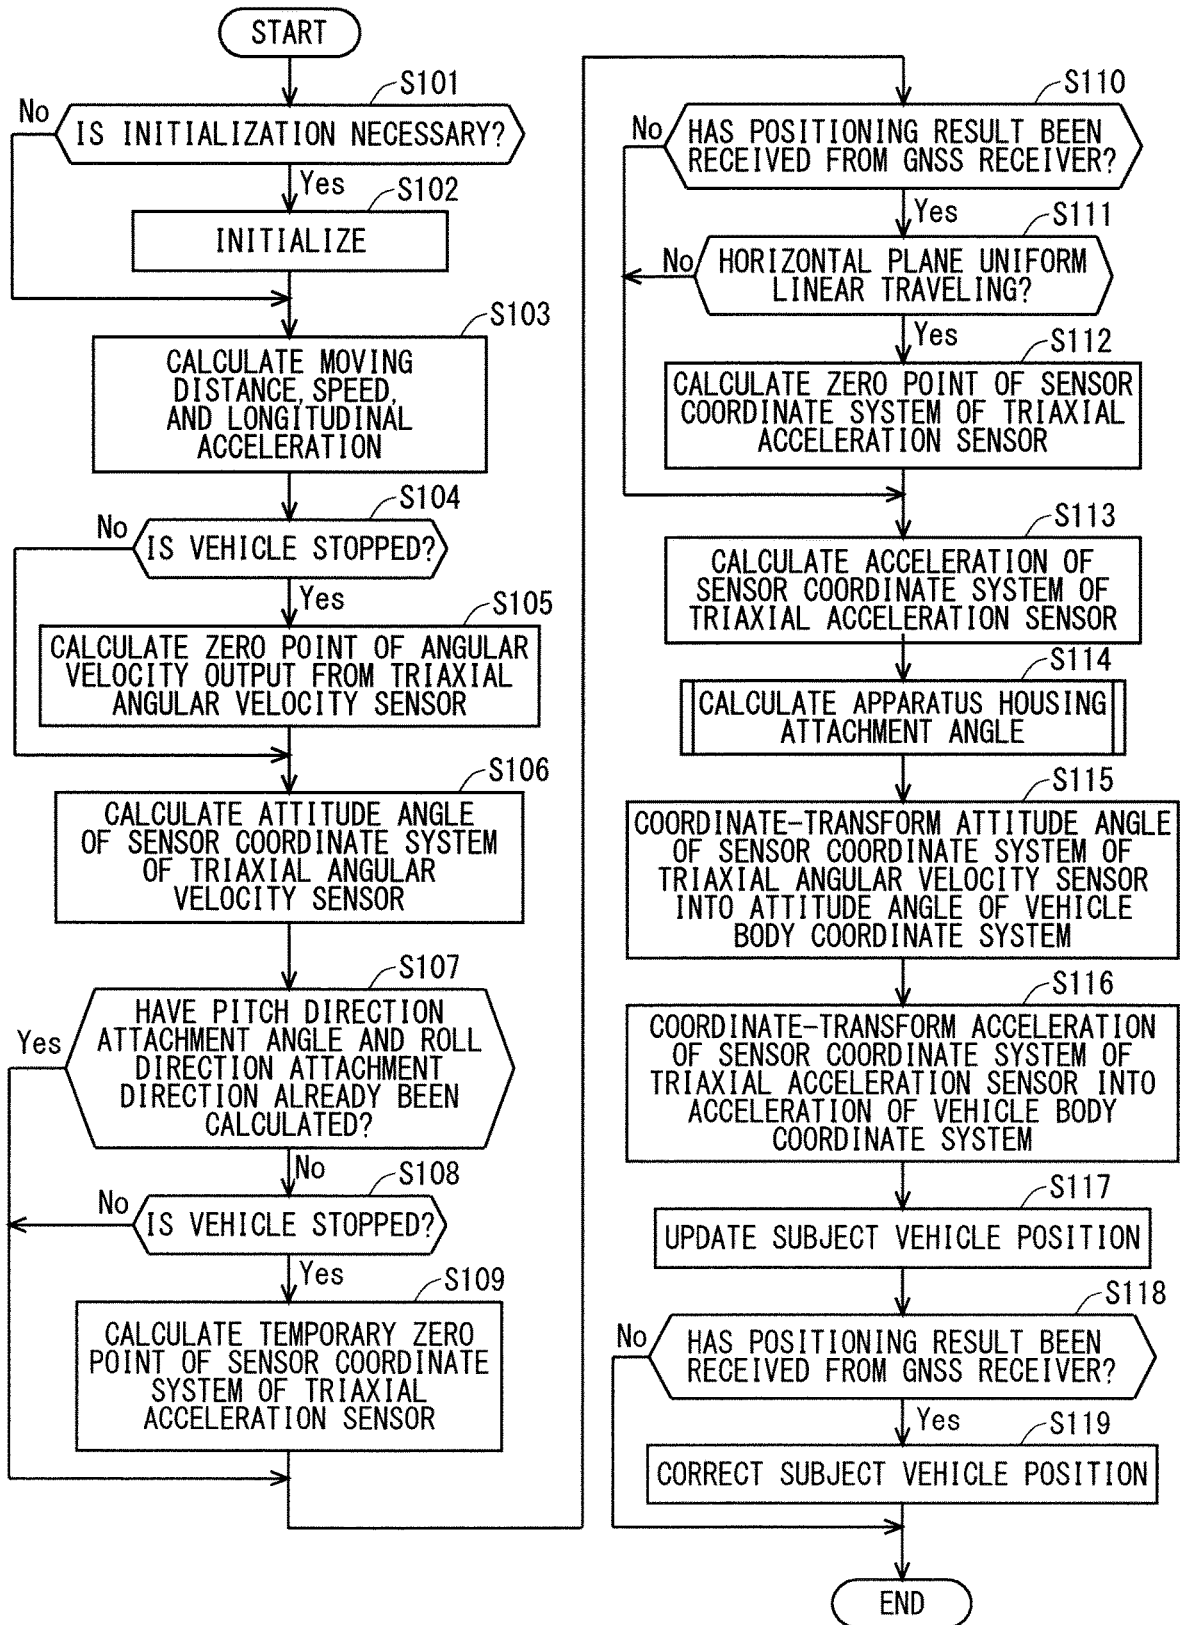 START
S101
No
IS INITIALIZATION NECESSARY?
Yes
S102
INITIALIZE
S103
CALCULATE MOVING
DISTANCE, SPEED,
AND LONGITUDINAL
ACCELERATION
S104
No
IS VEHICLE STOPPED?
Yes
S105
CALCULATE ZERO POINT OF ANGULAR
VELOCITY OUTPUT FROM TRIAXIAL
ANGULAR VELOCITY SENSOR
S106
CALCULATE ATTITUDE ANGLE
OF SENSOR COORDINATE SYSTEM
OF TRIAXIAL ANGULAR
VELOCITY SENSOR
S107
Yes
HAVE PITCH DIRECTION
ATTACHMENT ANGLE AND ROLL
DIRECTION ATTACHMENT
DIRECTION ALREADY BEEN
CALCULATED?
No
S108
No
IS VEHICLE STOPPED?
Yes
S109
CALCULATE TEMPORARY ZERO
POINT OF SENSOR COORDINATE
SYSTEM OF TRIAXIAL
ACCELERATION SENSOR
S110
No
HAS POSITIONING RESULT BEEN
RECEIVED FROM GNSS RECEIVER?
Yes
S111
No
HORIZONTAL PLANE UNIFORM
LINEAR TRAVELING?
Yes
S112
CALCULATE ZERO POINT OF SENSOR
COORDINATE SYSTEM OF TRIAXIAL
ACCELERATION SENSOR
S113
CALCULATE ACCELERATION OF
SENSOR COORDINATE SYSTEM OF
TRIAXIAL ACCELERATION SENSOR
S114
CALCULATE APPARATUS HOUSING
ATTACHMENT ANGLE
S115
COORDINATE-TRANSFORM ATTITUDE ANGLE
OF SENSOR COORDINATE SYSTEM OF
TRIAXIAL ANGULAR VELOCITY SENSOR
INTO ATTITUDE ANGLE OF VEHICLE
BODY COORDINATE SYSTEM
S116
COORDINATE-TRANSFORM ACCELERATION
OF SENSOR COORDINATE SYSTEM OF
TRIAXIAL ACCELERATION SENSOR INTO
ACCELERATION OF VEHICLE BODY
COORDINATE SYSTEM
S117
UPDATE SUBJECT VEHICLE POSITION
S118
No
HAS POSITIONING RESULT BEEN
RECEIVED FROM GNSS RECEIVER?
Yes
S119
CORRECT SUBJECT VEHICLE POSITION
END